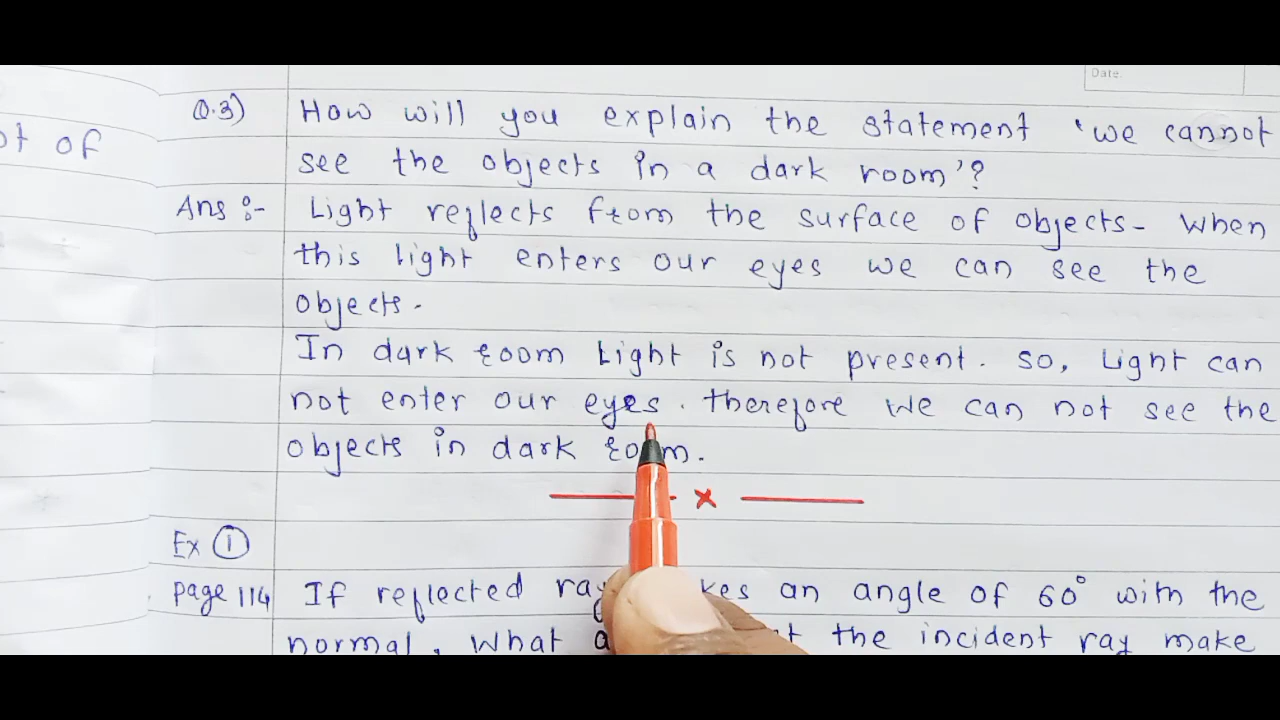 Date.
ot of
Q.3) How will you explain the statement 'we cannot
see the objects in a dark room'?
Ans :- Light reflects from the surface of objects. When
this light enters our eyes we can see the
objects.
In dark room Light is not present. so, Light can
not enter our eyes. therefore we can not see the
objects in dark room.
x
Ex 1
page 114 If reflected ray an angle of 60° with the
normal, What the incident ray make